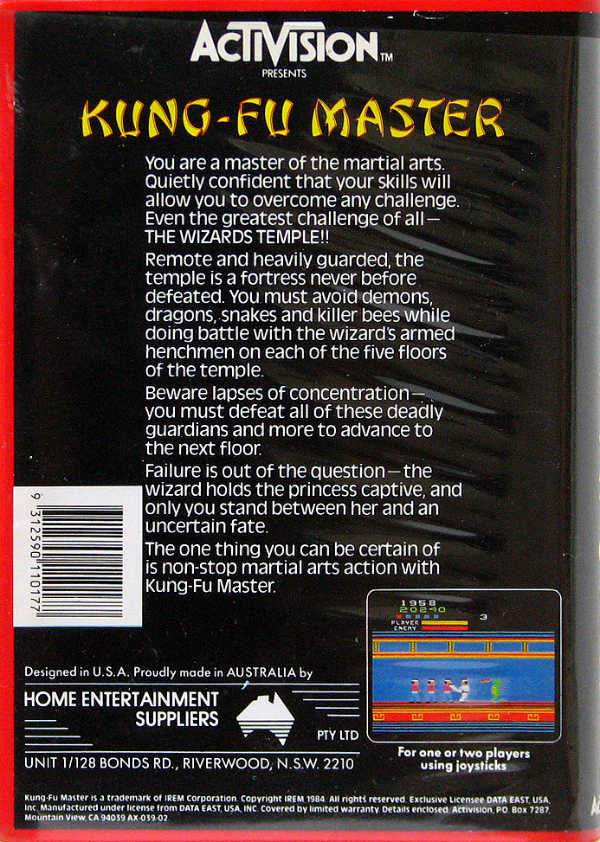 ACTIVISION TM
PRESENTS
KUNG-FU MASTER
You are a master of the martial arts.
Quietly confident that your skills will
allow you to overcome any challenge.
Even the greatest challenge of all—
THE WIZARDS TEMPLE!!
Remote and heavily guarded, the
temple is a fortress never before
defeated. You must avoid demons,
dragons, snakes and killer bees while
doing battle with the wizard's armed
henchmen on each of the five floors
of the temple.
Beware lapses of concentration—
you must defeat all of these deadly
guardians and more to advance to
the next floor.
Failure is out of the question—the
wizard holds the princess captive, and
only you stand between her and an
uncertain fate.
The one thing you can be certain of
is non-stop martial arts action with
Kung-Fu Master.
9 312590 110177
1958
20240
PLAYER
ENEMY
3
For one or two players
using joysticks
Designed in U.S.A. Proudly made in AUSTRALIA by
HOME ENTERTAINMENT
SUPPLIERS
PTY LTD
UNIT 1/128 BONDS RD., RIVERWOOD, N.S.W. 2210
Kung-Fu Master is a trademark of IREM Corporation. Copyright IREM 1984. All rights reserved. Exclusive Licensee DATA EAST, USA,
Inc. Manufactured under license from DATA EAST, USA, INC. Covered by limited warranty. Details enclosed. Activision, P.O. Box 7287,
Mountain View, CA 94039 AX-039-02